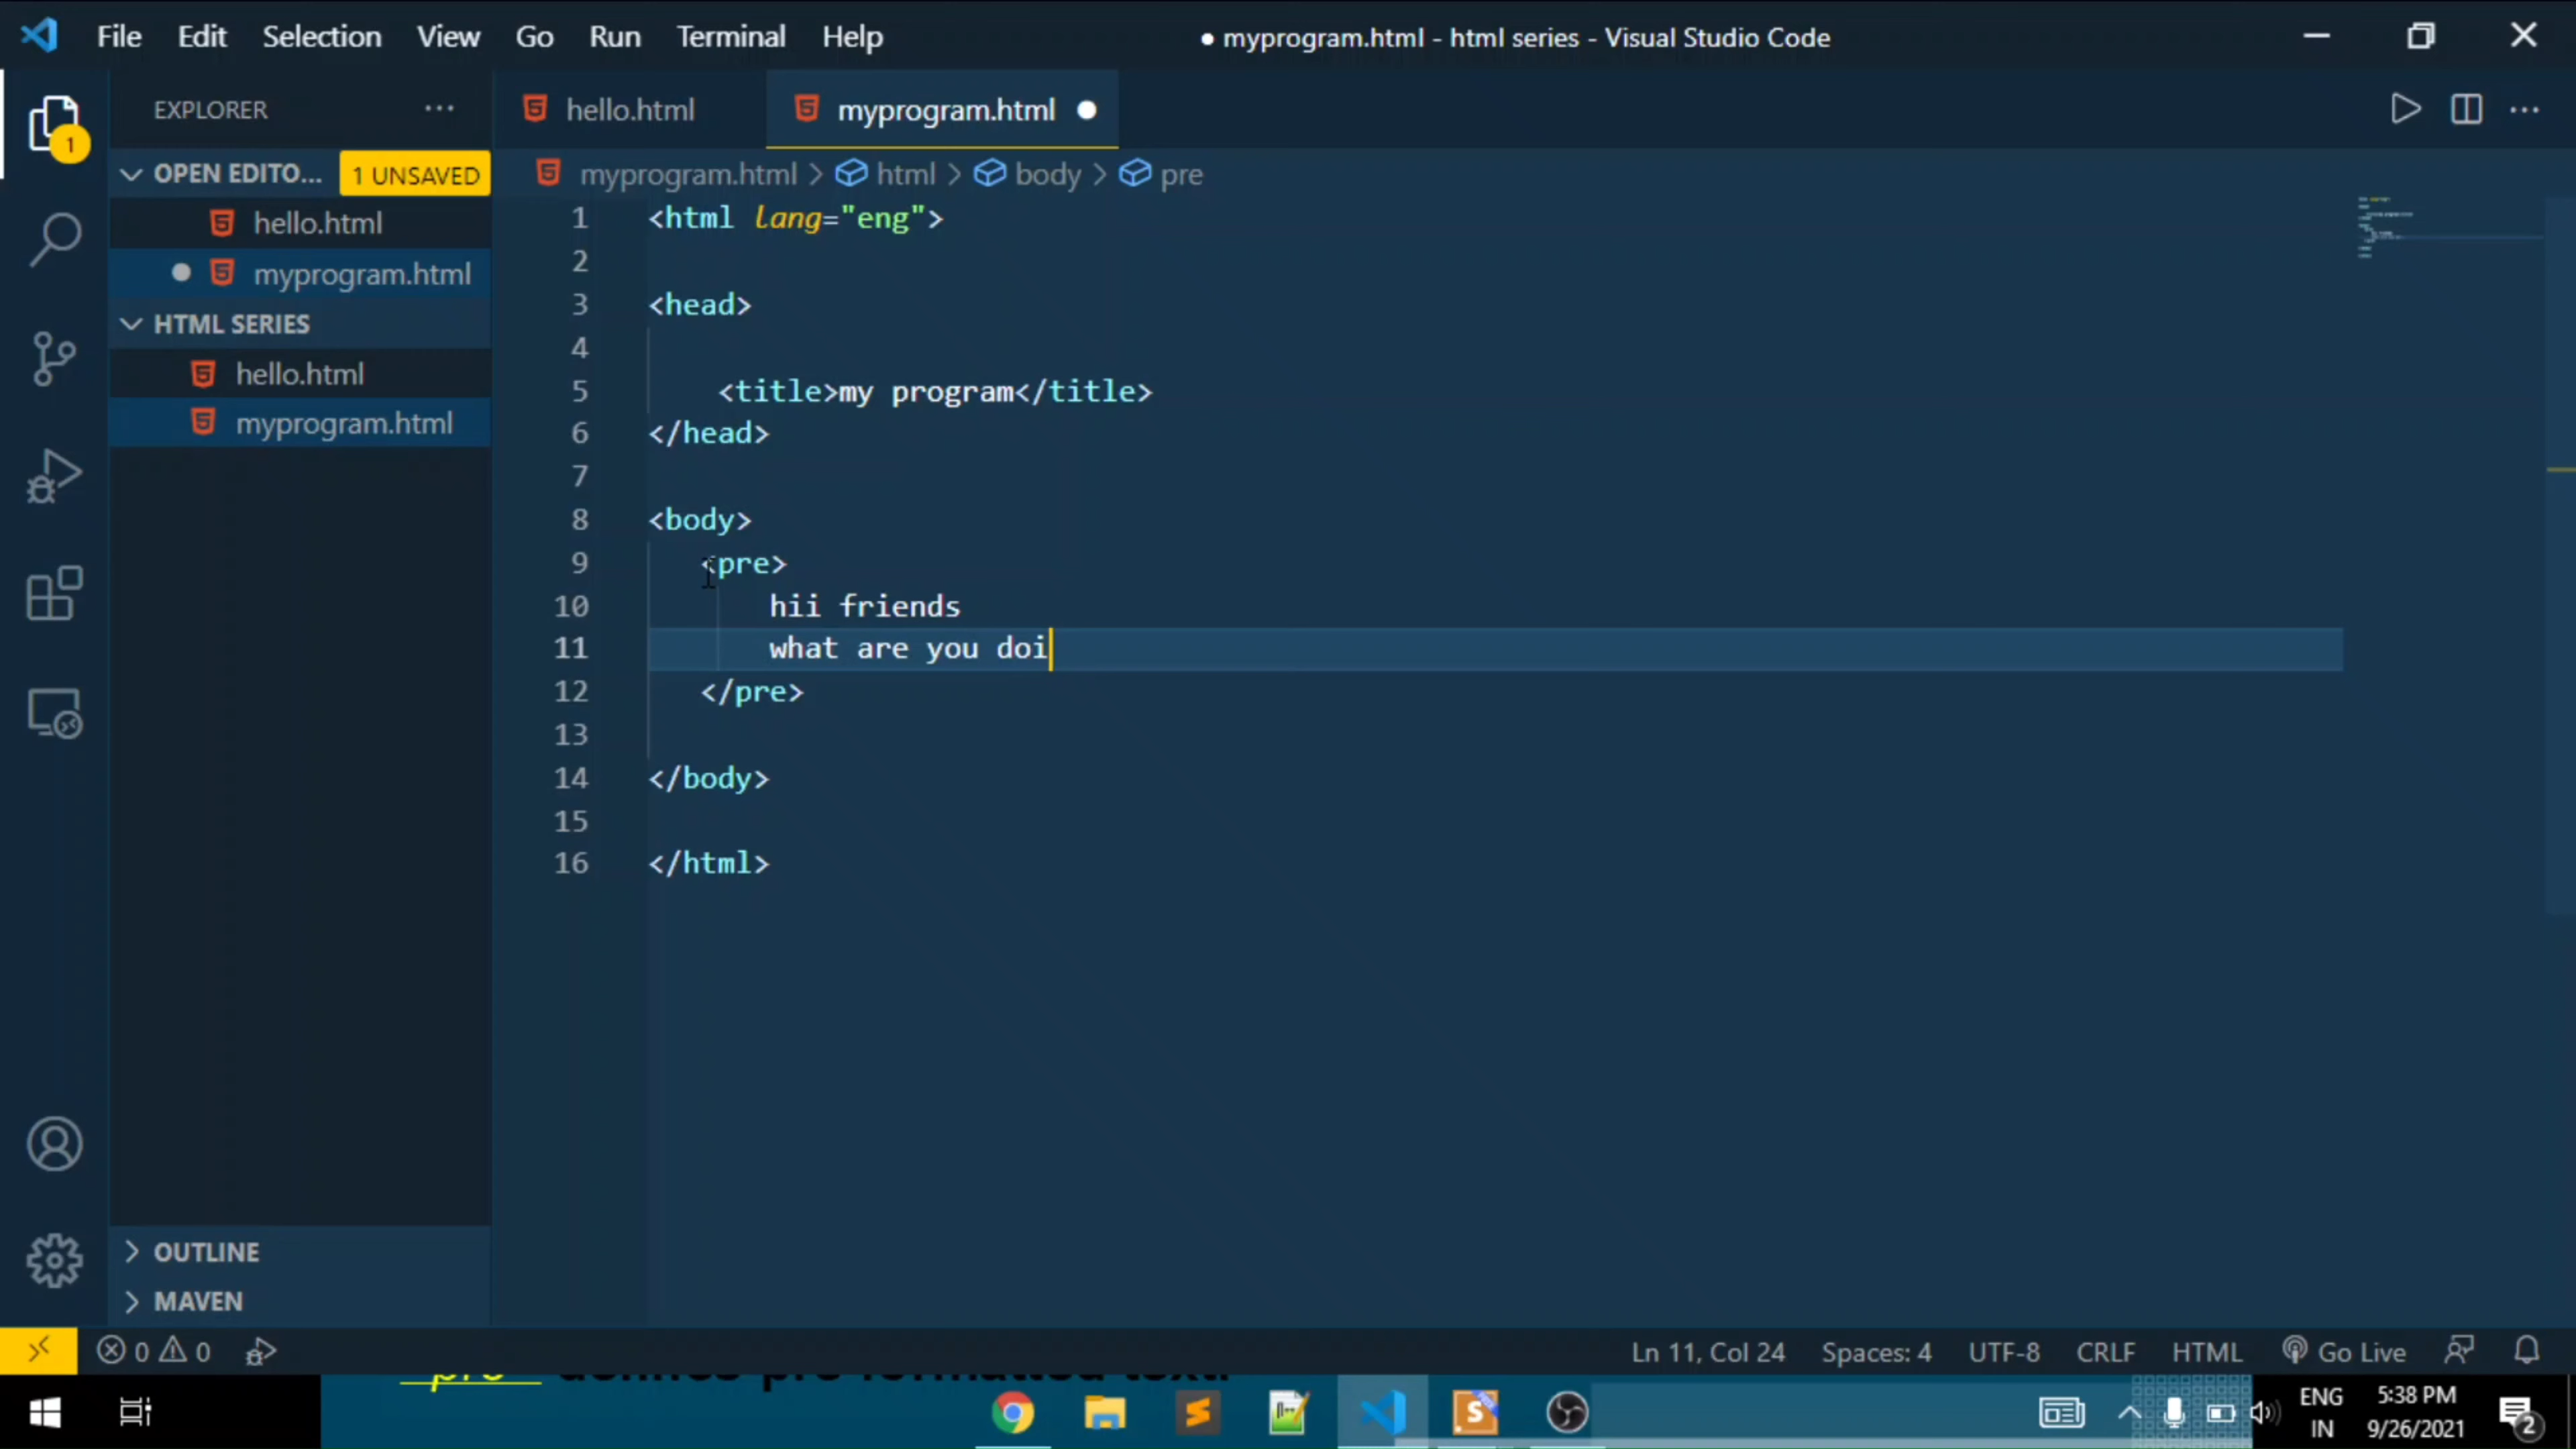 File Edit Selection View Go Run Terminal Help
● myprogram.html - html series - Visual Studio Code
EXPLORER ···
hello.html
myprogram.html ●
1
OPEN EDITO... 1 UNSAVED
myprogram.html > html > body > pre
hello.html
myprogram.html
HTML SERIES
hello.html
myprogram.html
1 <html lang="eng">
2
3 <head>
4
5 <title>my program</title>
6 </head>
7
8 <body>
9 <pre>
10 hii friends
11 what are you doi
12 </pre>
13
14 </body>
15
16 </html>
OUTLINE
MAVEN
0 0
Ln 11, Col 24 Spaces: 4 UTF-8 CRLF HTML Go Live
ENG
IN
5:38 PM
9/26/2021
2